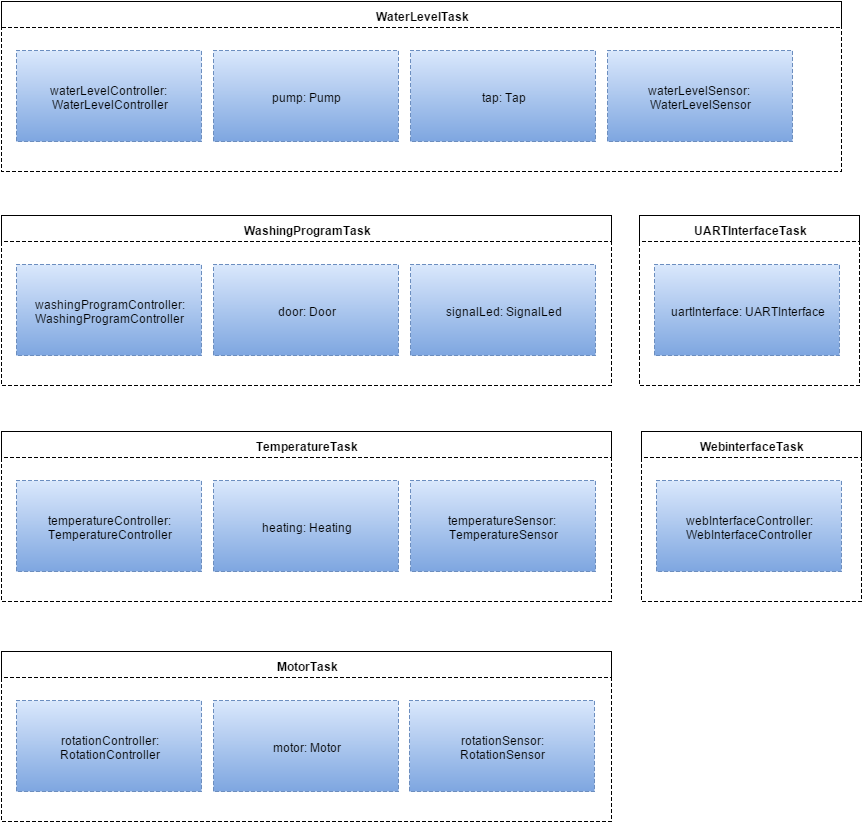 WaterLevelTask
waterLevelController:
WaterLevelController
pump: Pump
tap: Tap
waterLevelSensor:
WaterLevelSensor
WashingProgramTask
washingProgramController:
WashingProgramController
door: Door
signalLed: SignalLed
UARTInterfaceTask
uartInterface: UARTInterface
TemperatureTask
temperatureController:
TemperatureController
heating: Heating
temperatureSensor:
TemperatureSensor
WebinterfaceTask
webInterfaceController:
WebInterfaceController
MotorTask
rotationController:
RotationController
motor: Motor
rotationSensor:
RotationSensor